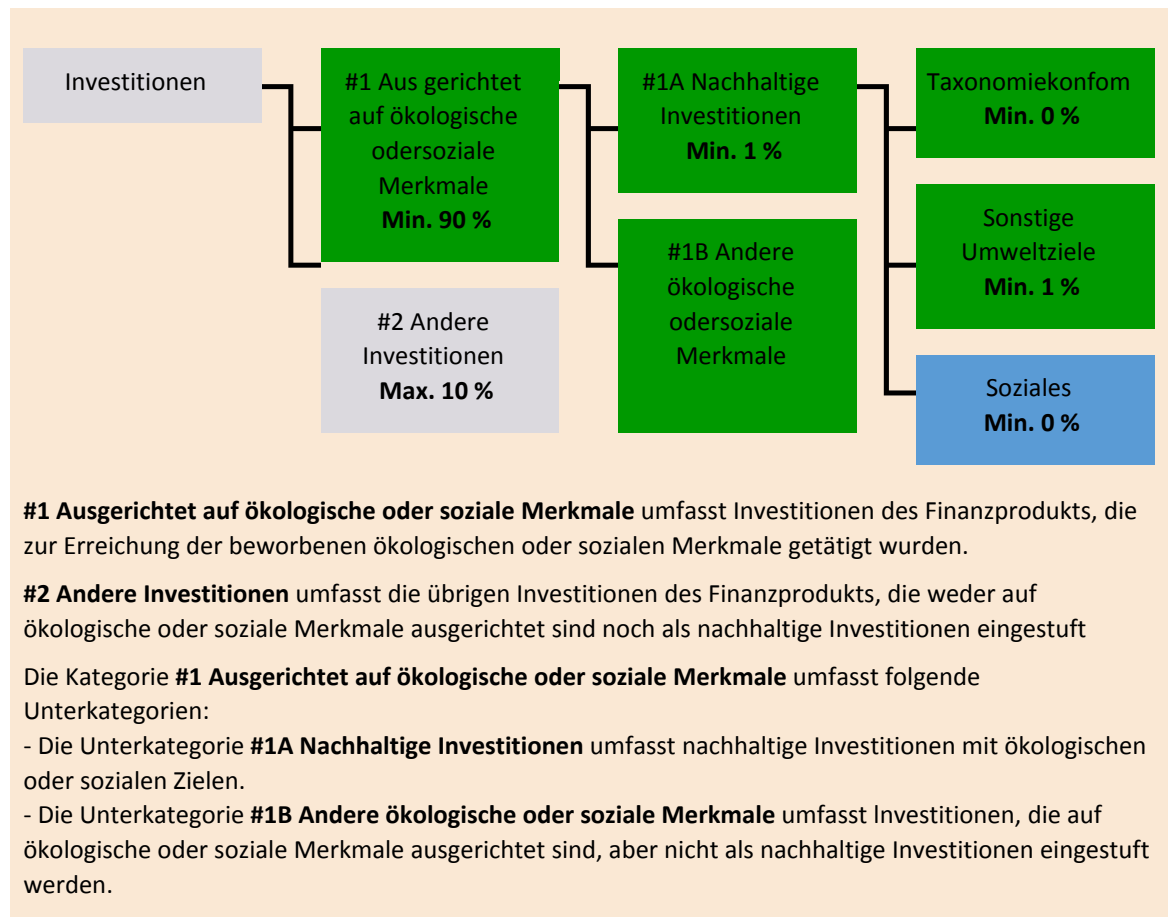 Investitionen
#1 Aus gerichtet
auf ökologische
odersoziale
Merkmale
Min. 90 %
#2 Andere
Investitionen
Max. 10 %
#1A Nachhaltige
Investitionen
Min. 1 %
#1B Andere
ökologische
odersoziale
Merkmale
Taxonomiekonfom
Min. 0 %
Sonstige
Umweltziele
Min. 1 %
Soziales
Min. 0 %
#1 Ausgerichtet auf ökologische oder soziale Merkmale umfasst Investitionen des Finanzprodukts, die
zur Erreichung der beworbenen ökologischen oder sozialen Merkmale getätigt wurden.
#2 Andere Investitionen umfasst die übrigen Investitionen des Finanzprodukts, die weder auf
ökologische oder soziale Merkmale ausgerichtet sind noch als nachhaltige Investitionen eingestuft
Die Kategorie #1 Ausgerichtet auf ökologische oder soziale Merkmale umfasst folgende
Unterkategorien:
- Die Unterkategorie #1A Nachhaltige Investitionen umfasst nachhaltige Investitionen mit ökologischen
oder sozialen Zielen.
- Die Unterkategorie #1B Andere ökologische oder soziale Merkmale umfasst lnvestitionen, die auf
ökologische oder soziale Merkmale ausgerichtet sind, aber nicht als nachhaltige Investitionen eingestuft
werden.